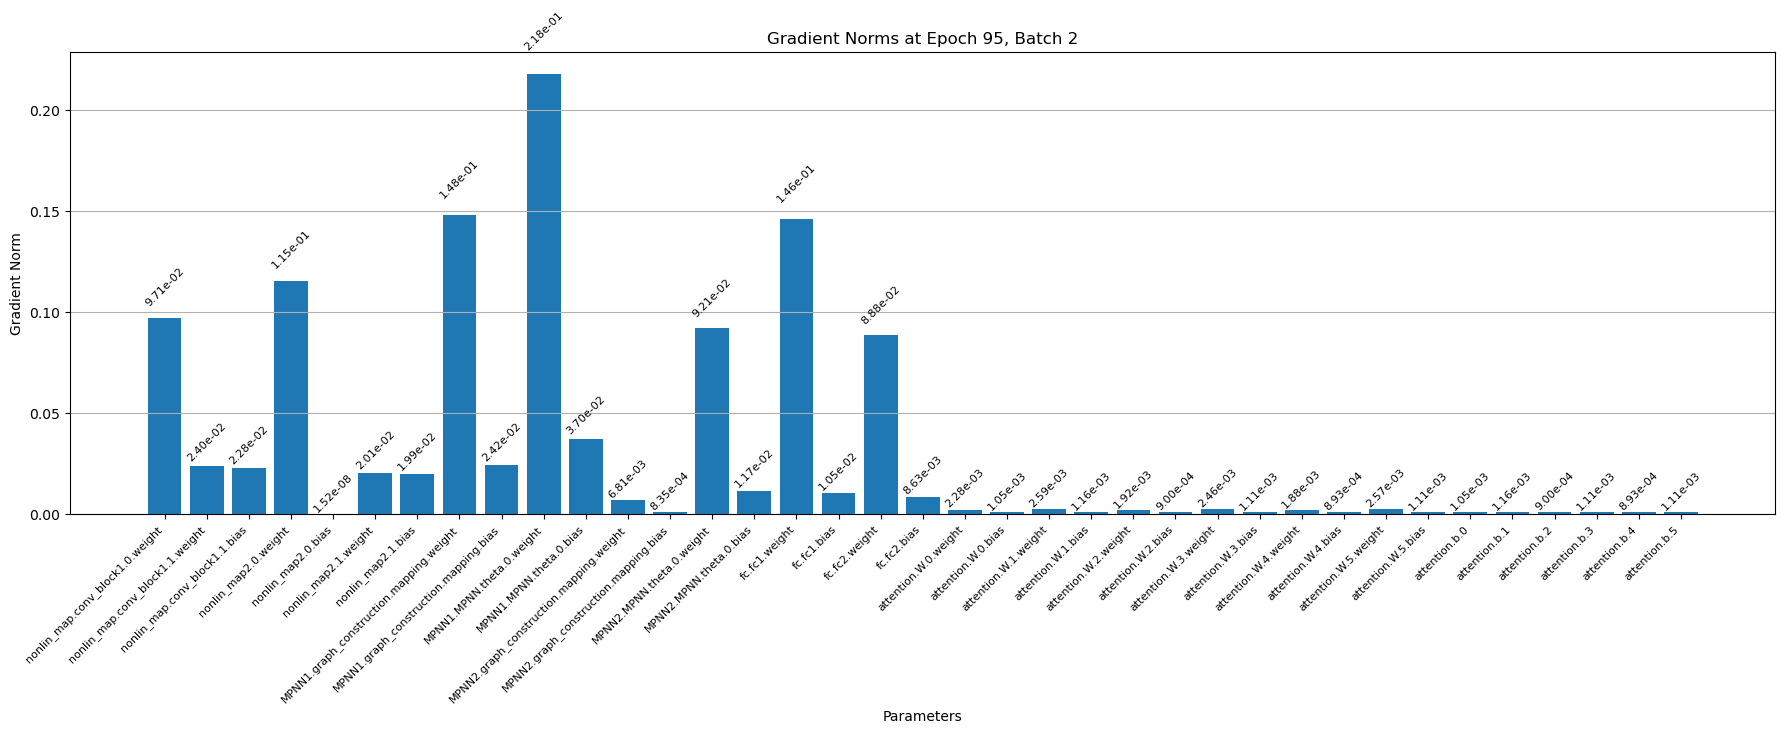 Gradient Norms at Epoch 95, Batch 2
Gradient Norm
0.20
0.15
0.10
0.05
0.00
9.71e-02
2.40e-02
2.28e-02
1.15e-01
1.52e-08
2.01e-02
1.99e-02
1.48e-01
2.42e-02
2.18e-01
3.70e-02
6.81e-03
8.35e-04
9.21e-02
1.17e-02
1.46e-01
1.05e-02
8.88e-02
8.63e-03
2.28e-03
1.05e-03
2.59e-03
1.16e-03
1.92e-03
9.00e-04
2.46e-03
1.11e-03
1.88e-03
8.93e-04
2.57e-03
1.11e-03
1.05e-03
1.16e-03
9.00e-04
1.11e-03
8.93e-04
1.11e-03
nonlin_map.conv_block1.0.weight
nonlin_map.conv_block1.1.weight
nonlin_map.conv_block1.1.bias
nonlin_map2.0.weight
nonlin_map2.0.bias
nonlin_map2.1.weight
nonlin_map2.1.bias
MPNN1.graph_construction.mapping.weight
MPNN1.graph_construction.mapping.bias
MPNN1.MPNN.theta.0.weight
MPNN1.MPNN.theta.0.bias
MPNN2.graph_construction.mapping.weight
MPNN2.graph_construction.mapping.bias
MPNN2.MPNN.theta.0.weight
MPNN2.MPNN.theta.0.bias
fc.fc1.weight
fc.fc1.bias
fc.fc2.weight
fc.fc2.bias
attention.W.0.weight
attention.W.0.bias
attention.W.1.weight
attention.W.1.bias
attention.W.2.weight
attention.W.2.bias
attention.W.3.weight
attention.W.3.bias
attention.W.4.weight
attention.W.4.bias
attention.W.5.weight
attention.W.5.bias
attention.b.0
attention.b.1
attention.b.2
attention.b.3
attention.b.4
attention.b.5
Parameters